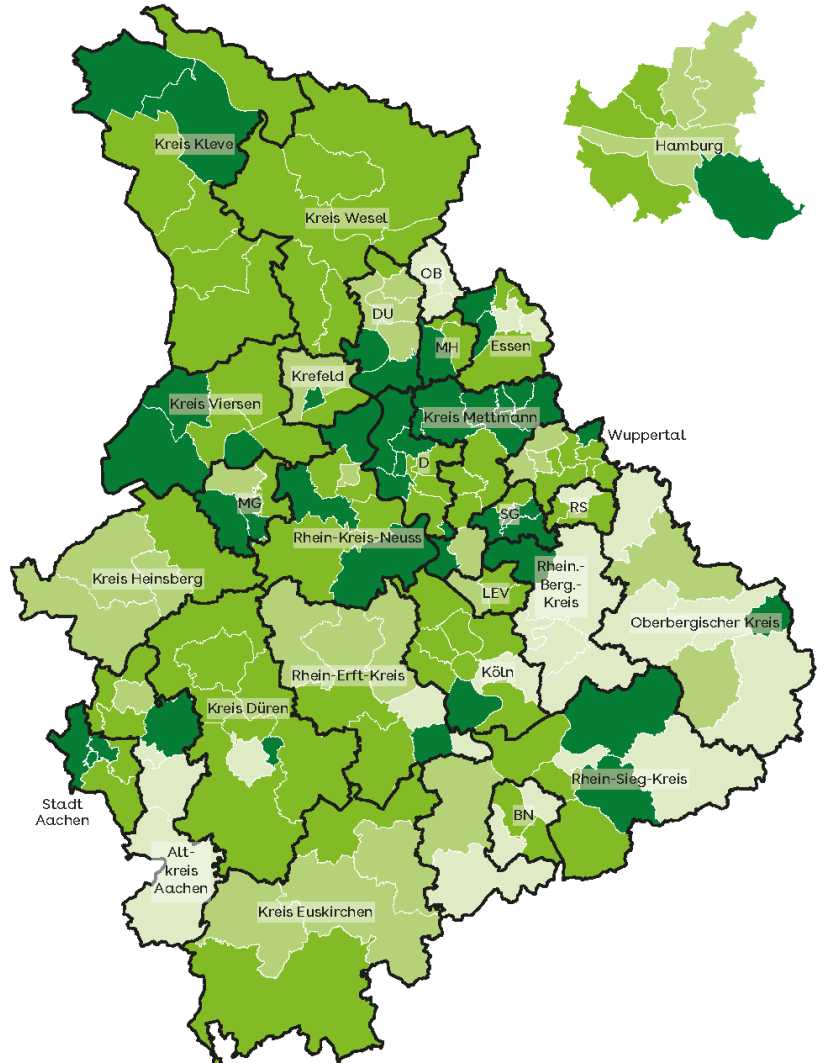 Kreis Kleve
Hamburg
Kreis Wesel
OB
DU
MH
Essen
Krefeld
Kreis Viersen
Kreis Mettmann
Wuppertal
D
MG
SG
RS
Rhein-Kreis-Neuss
Kreis Heinsberg
Rhein.-
Berg.-
Kreis
LEV
Oberbergischer Kreis
Rhein-Erft-Kreis
Köln
Kreis Düren
Rhein-Sieg-Kreis
Stadt
Aachen
BN
Alt-
kreis
Aachen
Kreis Euskirchen